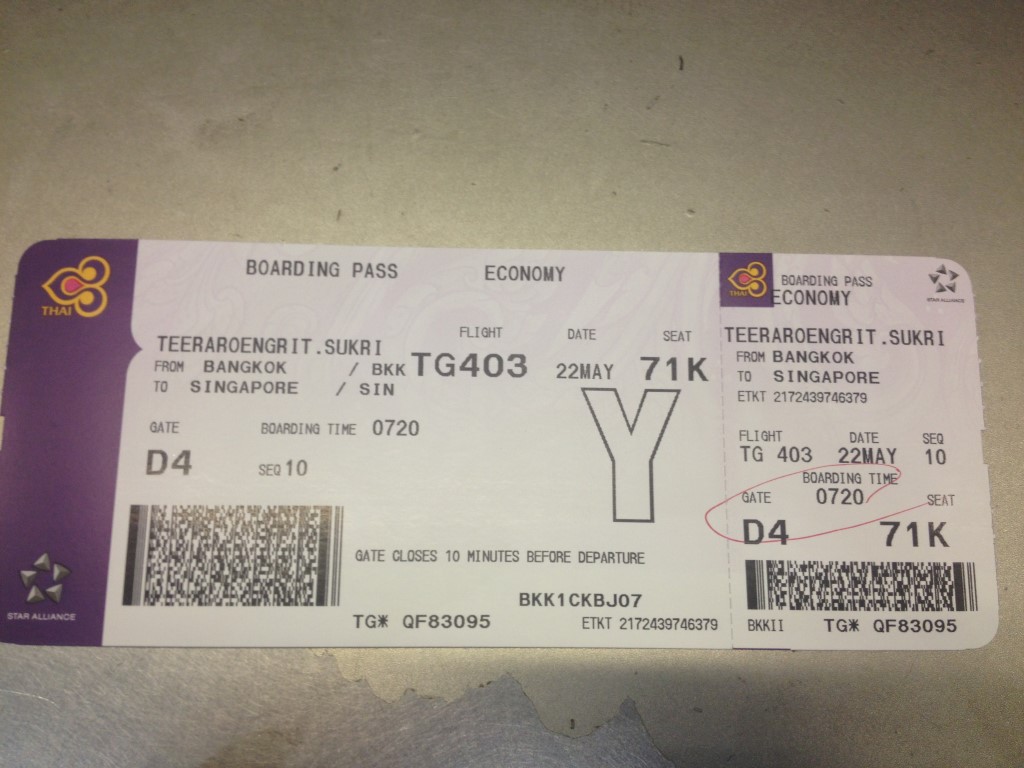 THAI
BOARDING PASS ECONOMY
TEERAROENGRIT.SUKRI
FLIGHT DATE SEAT
FROM BANGKOK / BKK TG403 22MAY 71K
TO SINGAPORE / SIN
GATE BOARDING TIME 0720
D4 SEQ 10
Y
GATE CLOSES 10 MINUTES BEFORE DEPARTURE
BKK1CKBJ07
TG* QF83095 ETKT 2172439746379
STAR ALLIANCE
THAI
BOARDING PASS
ECONOMY
STAR ALLIANCE
TEERAROENGRIT.SUKRI
FROM BANGKOK
TO SINGAPORE
ETKT 2172439746379
FLIGHT DATE SEQ
TG 403 22MAY 10
BOARDING TIME
GATE 0720 SEAT
D4 71K
BKKII TG* QF83095